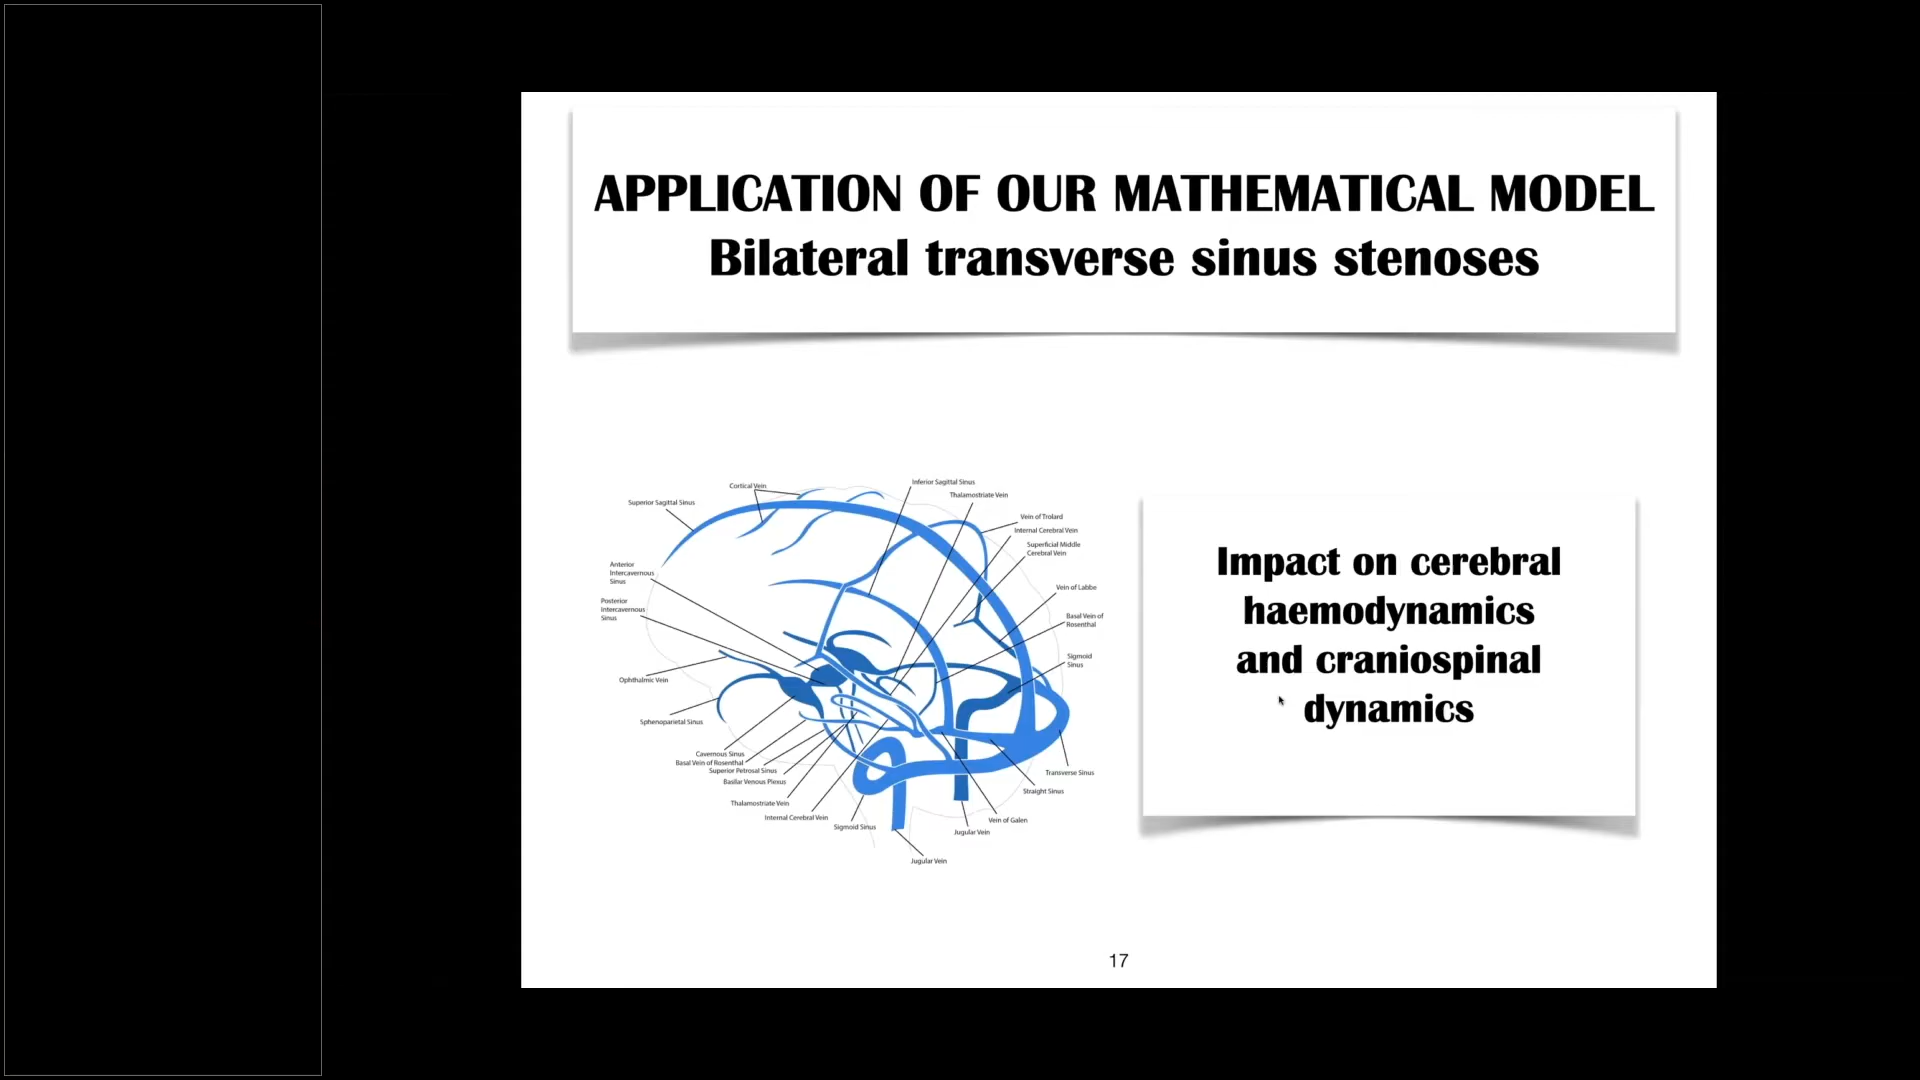 APPLICATION OF OUR MATHEMATICAL MODEL
Bilateral transverse sinus stenoses
Cortical Vein
Superior Sagittal Sinus
Inferior Sagittal Sinus
Thalamostriate Vein
Vein of Trolard
Internal Cerebral Vein
Superficial Middle
Cerebral Vein
Anterior
Intercavernous
Sinus
Posterior
Intercavernous
Sinus
Vein of Labbe
Basal Vein of
Rosenthal
Sigmoid
Sinus
Ophthalmic Vein
Sphenoparietal Sinus
Cavernous Sinus
Basal Vein of Rosenthal
Superior Petrosal Sinus
Basilar Venous Plexus
Thalamostriate Vein
Internal Cerebral Vein
Sigmoid Sinus
Jugular Vein
Jugular Vein
Vein of Galen
Straight Sinus
Transverse Sinus
Impact on cerebral
haemodynamics
and craniospinal
dynamics
17